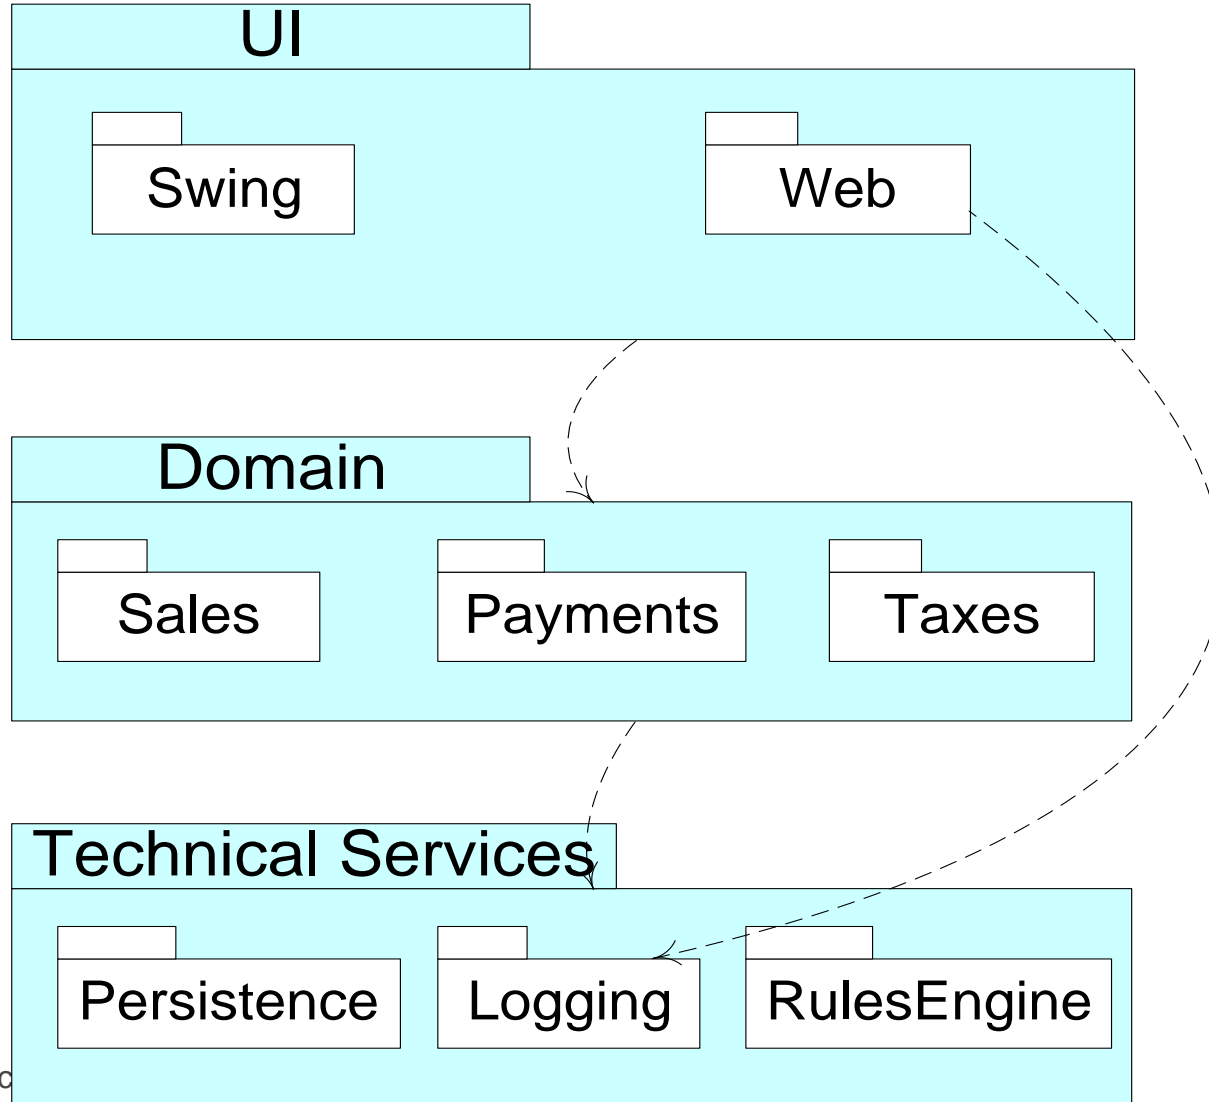 UI
Swing
Web
Domain
Sales
Payments
Taxes
Technical Services
Persistence
Logging
RulesEngine
c